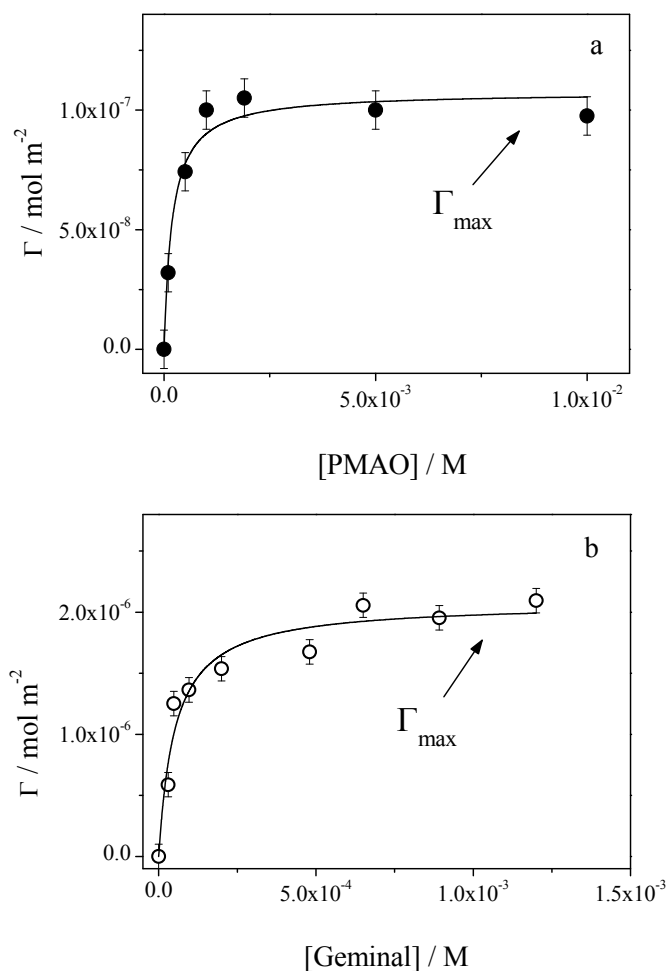 a
1.0x10⁻⁷
5.0x10⁻⁸
0.0
Γ / mol m⁻²
Γmax
0.0
5.0x10⁻³
1.0x10⁻²
[PMAO] / M
b
2.0x10⁻⁶
1.0x10⁻⁶
0.0
Γ / mol m⁻²
Γmax
0.0
5.0x10⁻⁴
1.0x10⁻³
1.5x10⁻³
[Geminal] / M